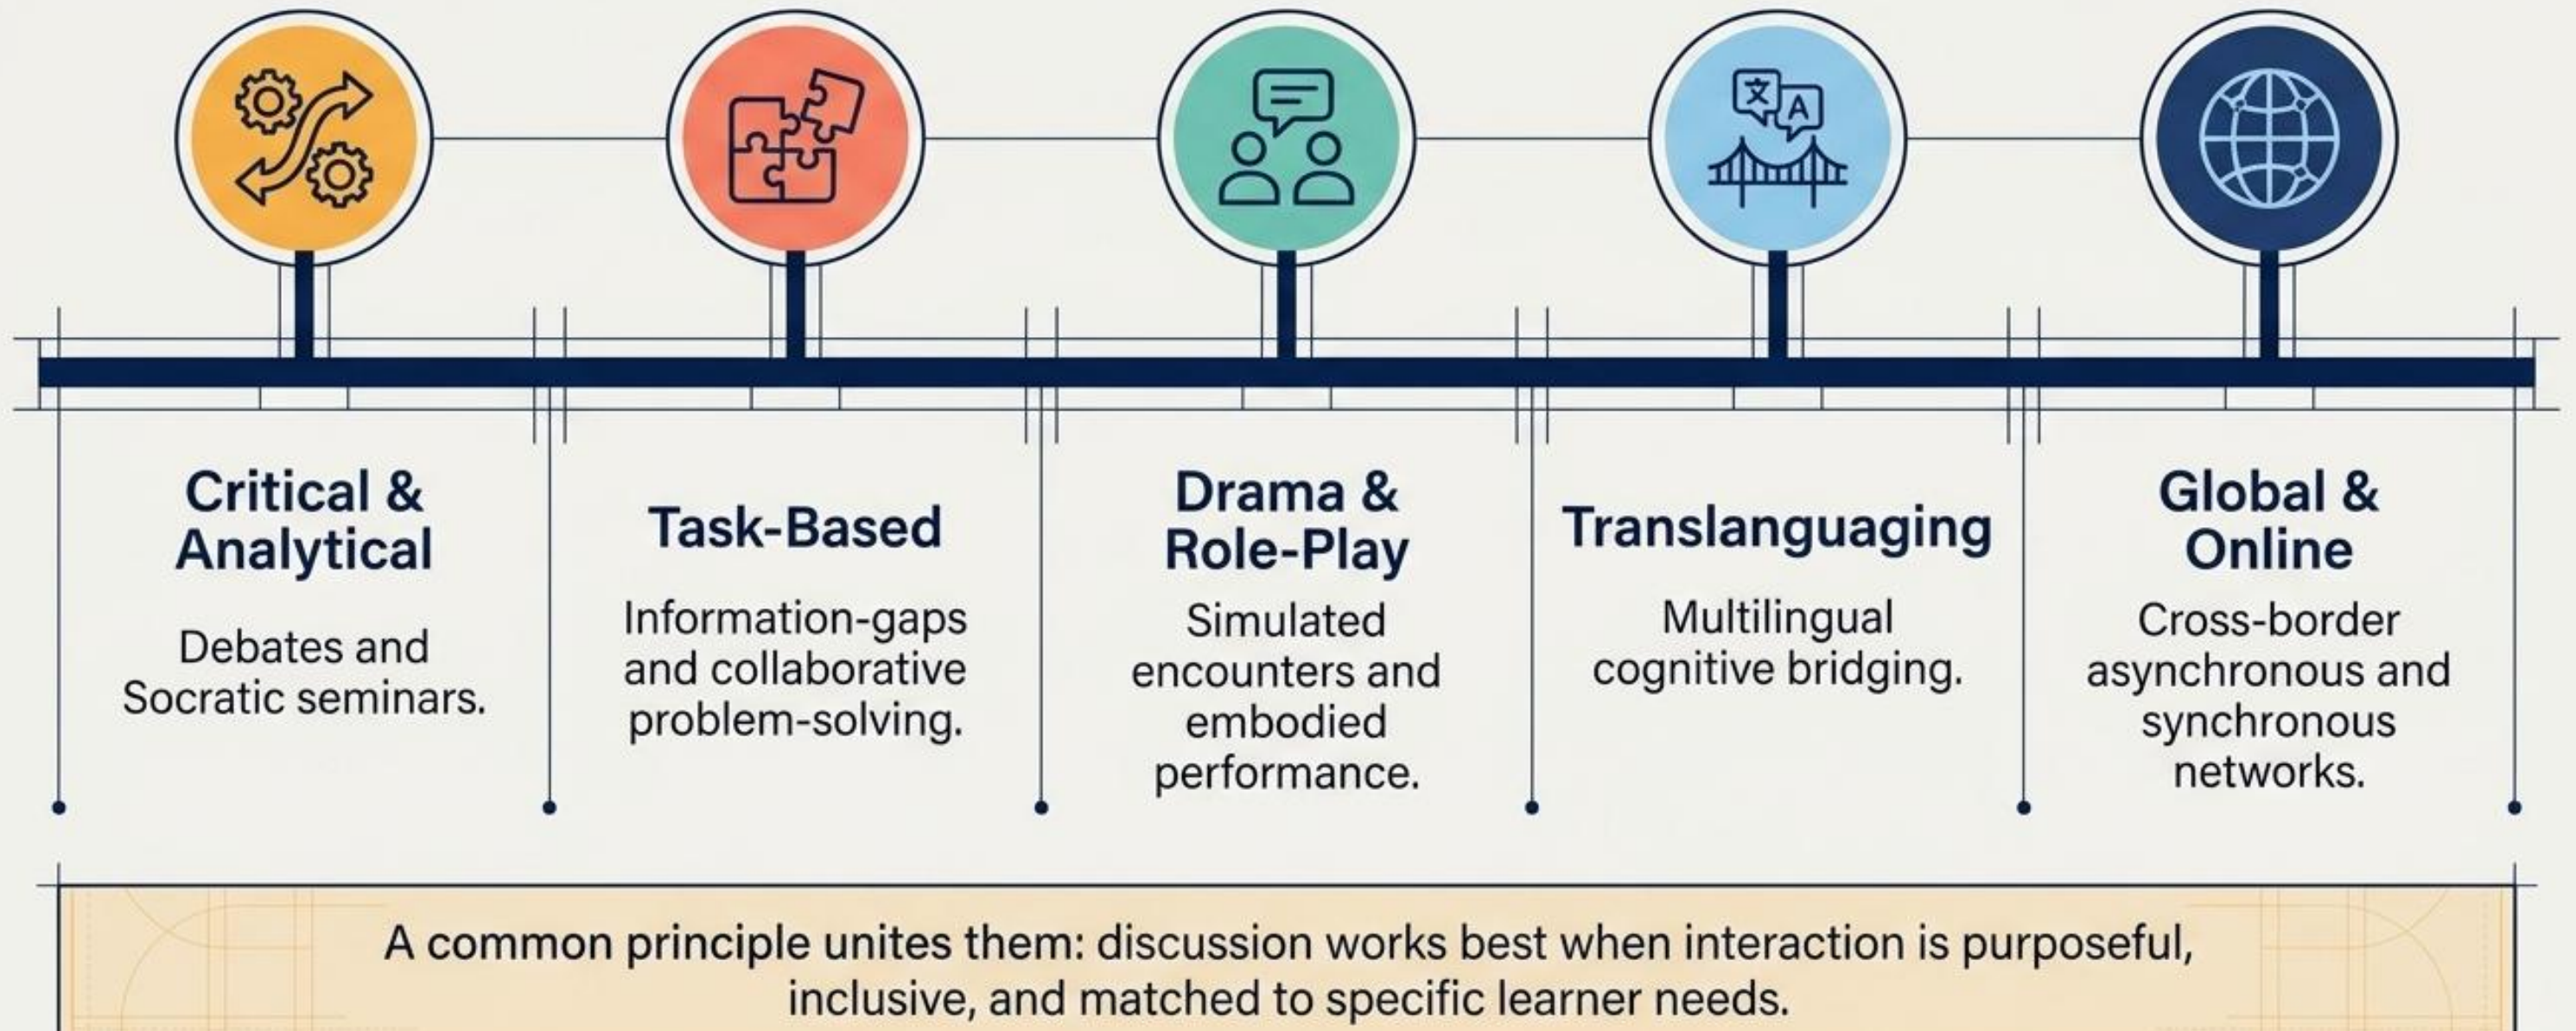 文
A
Critical &
Analytical
Debates and
Socratic seminars.
Task-Based
Information-gaps
and collaborative
problem-solving.
Drama &
Role-Play
Simulated
encounters and
embodied
performance.
Translanguaging
Multilingual
cognitive bridging.
Global &
Online
Cross-border
asynchronous and
synchronous
networks.
A common principle unites them: discussion works best when interaction is purposeful,
inclusive, and matched to specific learner needs.